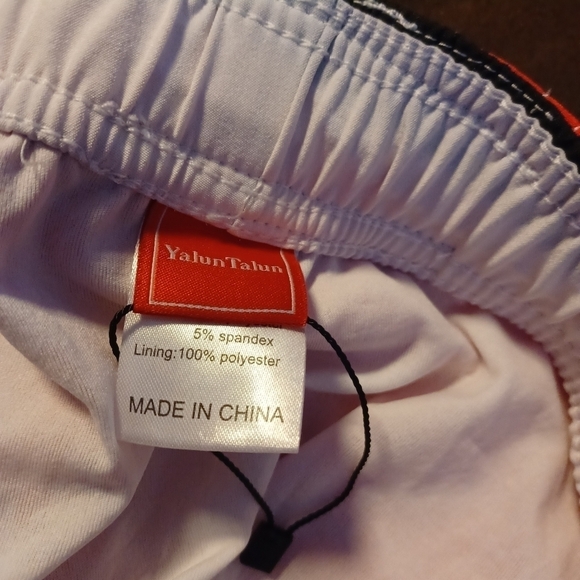 YalunTalun
5% spandex
Lining:100% polyester
MADE IN CHINA